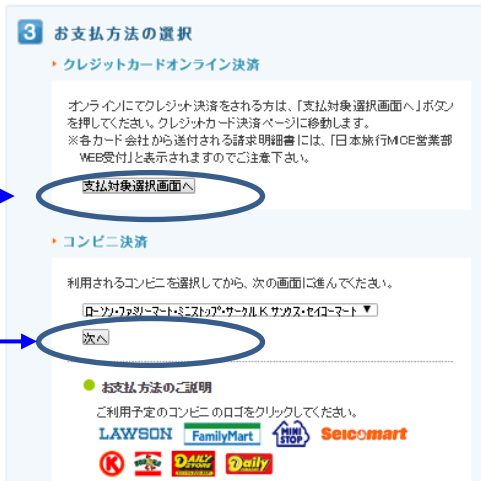 3 お支払方法の選択
クレジットカードオンライン決済
オンラインにてクレジット決済をされる方は、「支払対象選択画面へ」ボタン
を押してください。クレジットカード決済ページに移動します。
※各カード会社から送付される請求明細書には、「日本旅行MICE営業部
WEB受付」と表示されますのでご注意下さい。
支払対象選択画面へ
コンビニ決済
利用されるコンビニを選択してから、次の画面に進んでください。
ローソン・ファミリーマート・ミニストップ・サークルKサンクス・セイコーマート ▼
次へ
お支払方法のご説明
ご利用予定のコンビニのロゴをクリックしてください。
LAWSON FamilyMart MINI STOP Seicomart
K DAILY STORE Daily